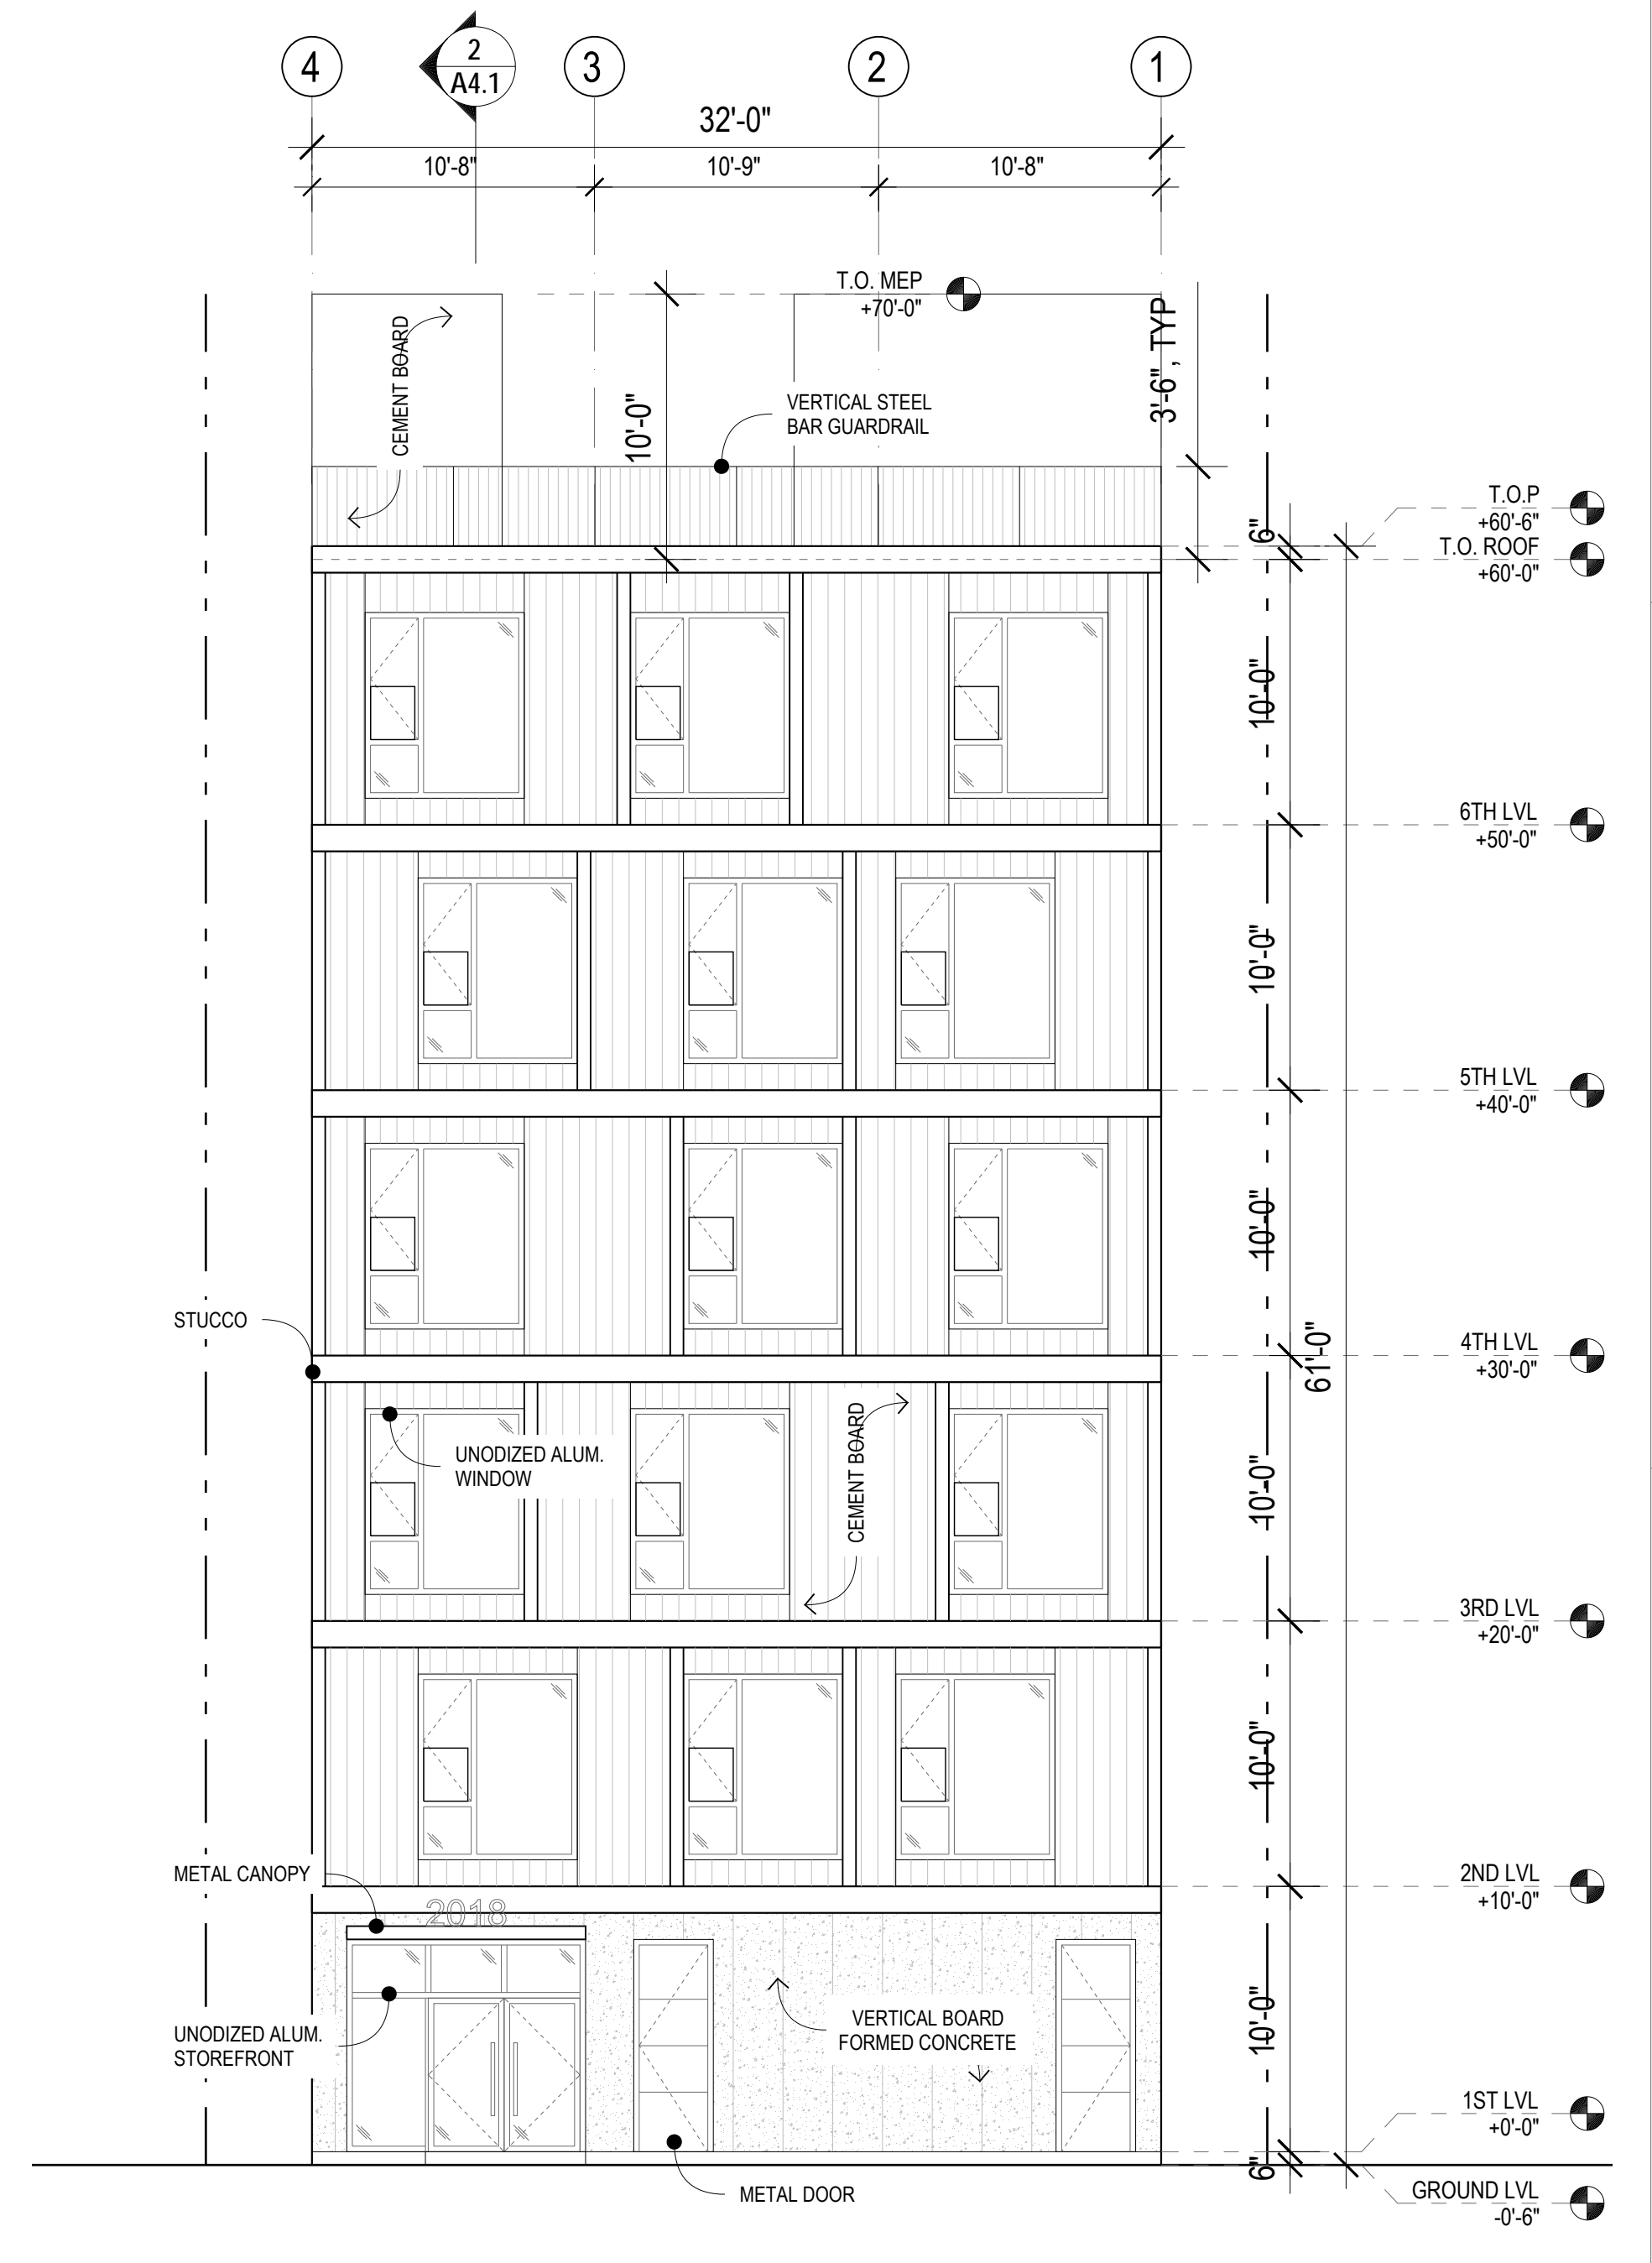 4
2
A4.1
3
2
1
32'-0"
10'-8"
10'-9"
10'-8"
T.O. MEP
+70'-0"
CEMENT BOARD
10'-0"
VERTICAL STEEL
BAR GUARDRAIL
3'-6", TYP
T.O.P
+60'-6"
6"
T.O. ROOF
+60'-0"
10'-0"
6TH LVL
+50'-0"
10'-0"
5TH LVL
+40'-0"
10'-0"
STUCCO
4TH LVL
+30'-0"
61'-0"
UNODIZED ALUM.
WINDOW
CEMENT BOARD
10'-0"
3RD LVL
+20'-0"
10'-0"
METAL CANOPY
2ND LVL
+10'-0"
2018
UNODIZED ALUM.
STOREFRONT
VERTICAL BOARD
FORMED CONCRETE
10'-0"
1ST LVL
+0'-0"
6"
METAL DOOR
GROUND LVL
-0'-6"